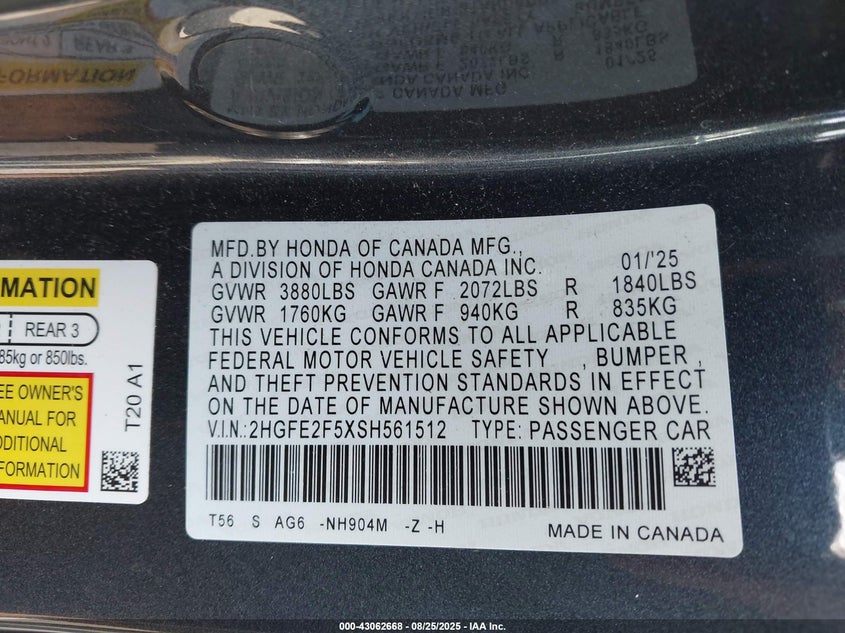 MFD.BY HONDA OF CANADA MFG.,
A DIVISION OF HONDA CANADA INC. 01/'25
GVWR 3880LBS GAWR F 2072LBS R 1840LBS
GVWR 1760KG GAWR F 940KG R 835KG
THIS VEHICLE CONFORMS TO ALL APPLICABLE
FEDERAL MOTOR VEHICLE SAFETY , BUMPER ,
AND THEFT PREVENTION STANDARDS IN EFFECT
ON THE DATE OF MANUFACTURE SHOWN ABOVE.
V.I.N.: 2HGFE2F5XSH561512 TYPE: PASSENGER CAR
T56 S AG6 -NH904M -Z -H
MADE IN CANADA
MATION
REAR 3
85kg or 850lbs.
EE OWNER'S
ANUAL FOR
DDITIONAL
FORMATION
T20 A1
000-43062668 - 08/25/2025 - IAA Inc.